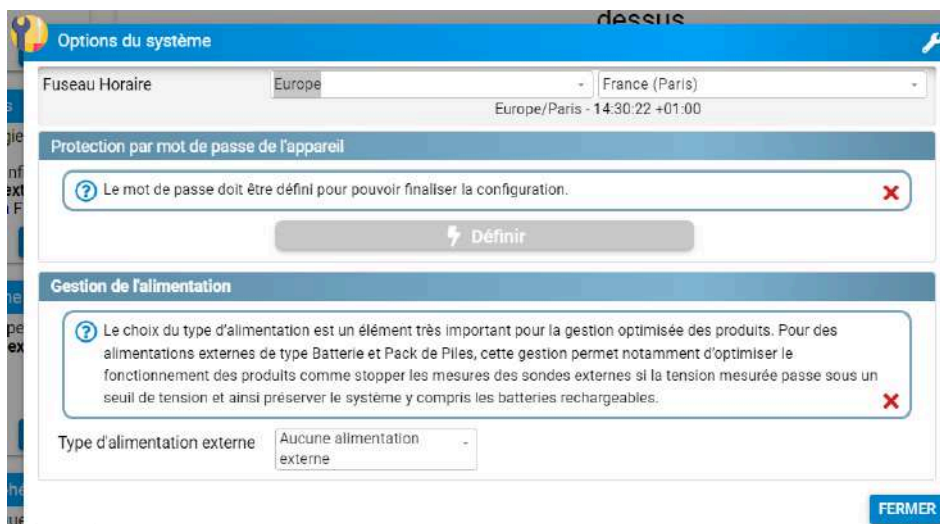 dessus
Options du système
Fuseau Horaire
Europe
France (Paris)
Europe/Paris - 14:30:22 +01:00
Protection par mot de passe de l'appareil
Le mot de passe doit être défini pour pouvoir finaliser la configuration.
Définir
Gestion de l'alimentation
Le choix du type d'alimentation est un élément très important pour la gestion optimisée des produits. Pour des
alimentations externes de type Batterie et Pack de Piles, cette gestion permet notamment d'optimiser le
fonctionnement des produits comme stopper les mesures des sondes externes si la tension mesurée passe sous un
seuil de tension et ainsi préserver le système y compris les batteries rechargeables.
Type d'alimentation externe
Aucune alimentation
externe
FERMER